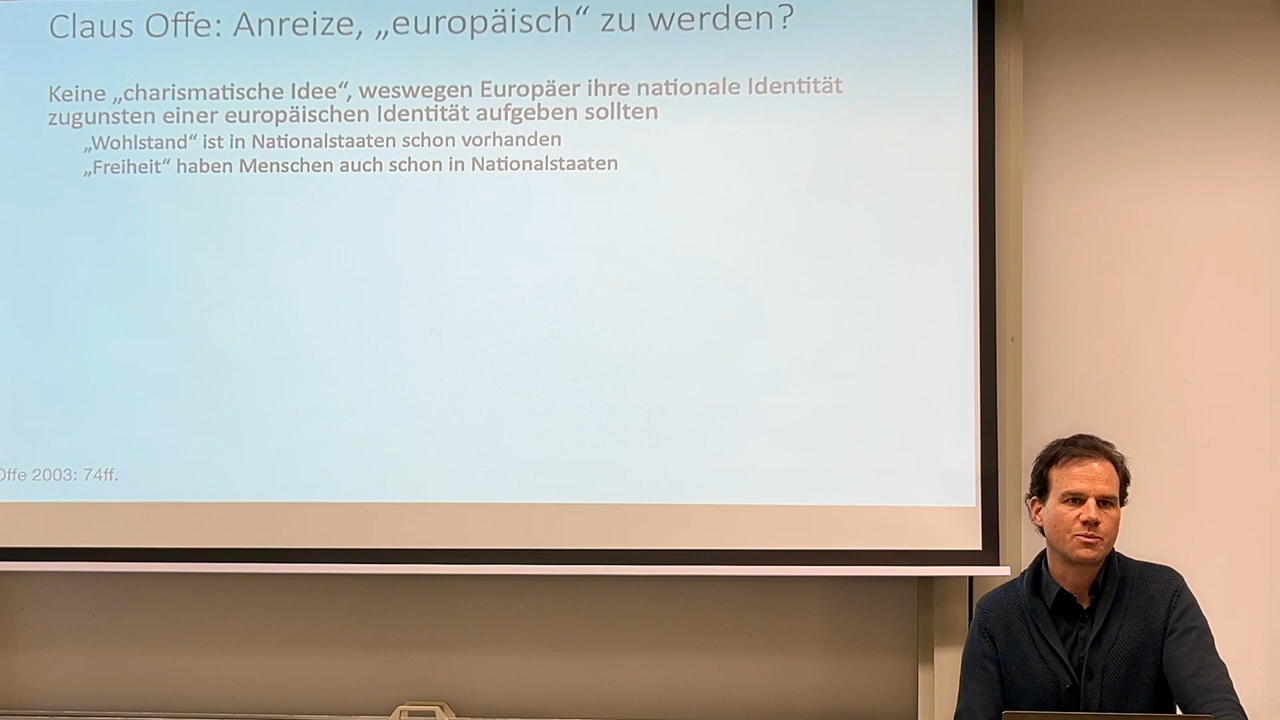 Claus Offe: Anreize, „europäisch“ zu werden?
Keine „charismatische Idee“, weswegen Europäer ihre nationale Identität
zugunsten einer europäischen Identität aufgeben sollten
„Wohlstand“ ist in Nationalstaaten schon vorhanden
„Freiheit“ haben Menschen auch schon in Nationalstaaten
Offe 2003: 74ff.